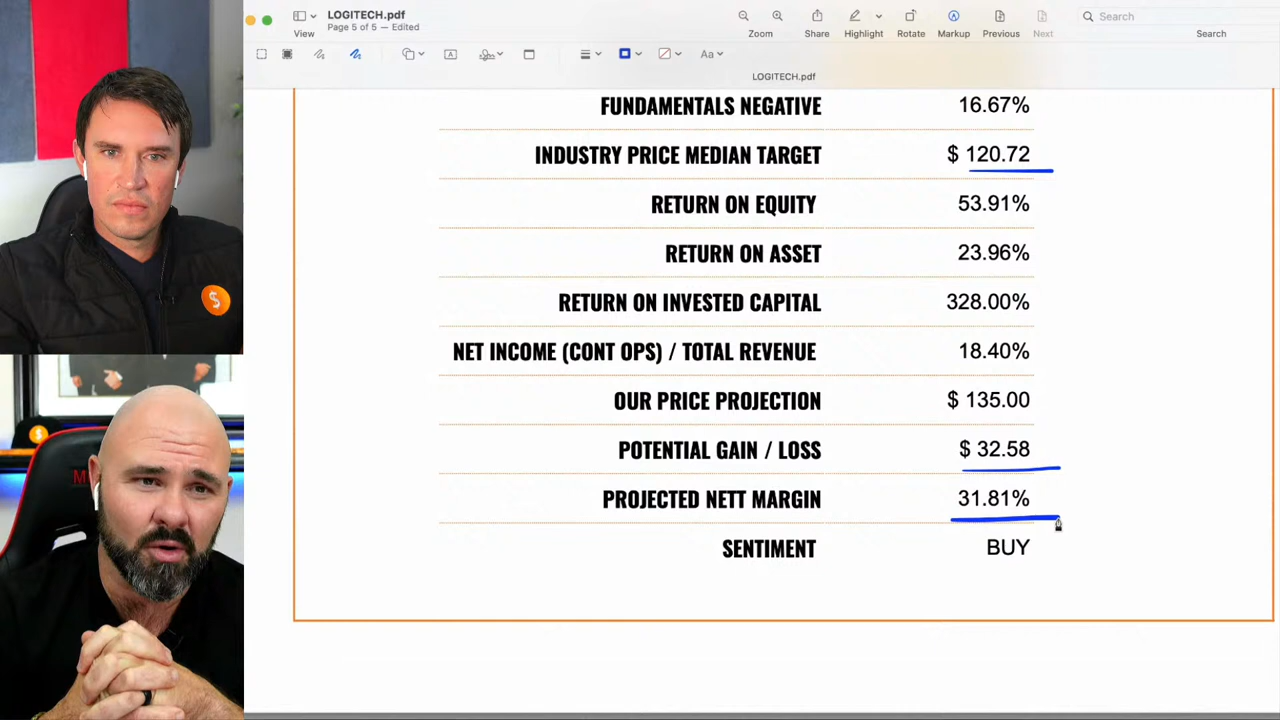 LOGITECH.pdf
Page 5 of 5 – Edited
View
Zoom
Share
Highlight
Rotate
Markup
Previous
Next
Search
Search
Aa
LOGITECH.pdf
FUNDAMENTALS NEGATIVE 16.67%
INDUSTRY PRICE MEDIAN TARGET $ 120.72
RETURN ON EQUITY 53.91%
RETURN ON ASSET 23.96%
RETURN ON INVESTED CAPITAL 328.00%
NET INCOME (CONT OPS) / TOTAL REVENUE 18.40%
OUR PRICE PROJECTION $ 135.00
POTENTIAL GAIN / LOSS $ 32.58
PROJECTED NETT MARGIN 31.81%
SENTIMENT BUY
$
$
M